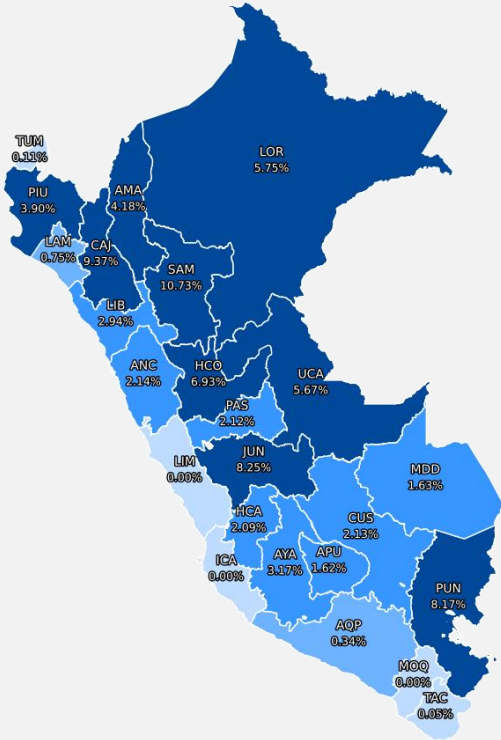 TUM
0.11%
LOR
5.75%
PIU
3.90%
AMA
4.18%
LAM
0.75%
CAJ
9.37%
SAM
10.73%
LIB
2.94%
ANC
2.14%
HCO
6.93%
UCA
5.67%
PAS
2.12%
JUN
8.25%
LIM
0.00%
MDD
1.63%
HCA
2.09%
CUS
2.13%
ICA
0.00%
AYA
3.17%
APU
1.62%
PUN
8.17%
AQP
0.34%
MOQ
0.00%
TAC
0.05%